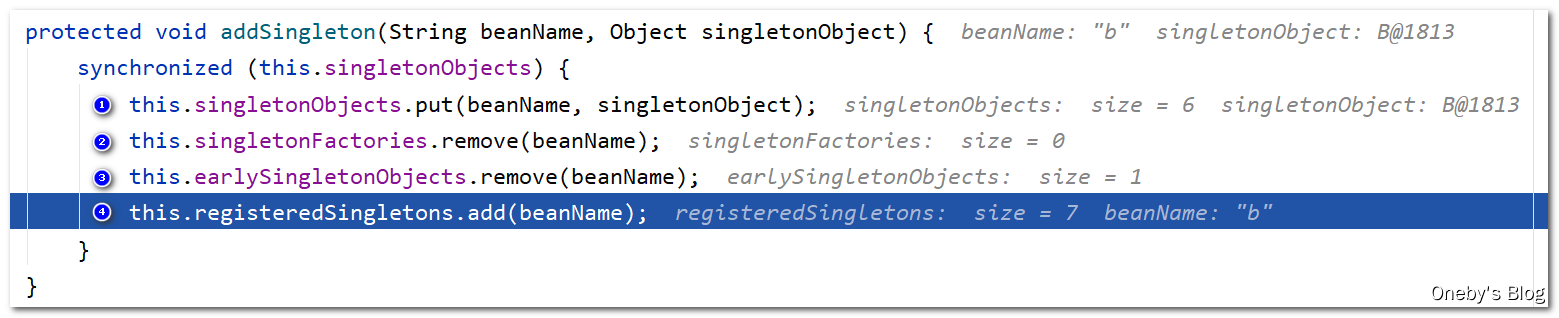 protected void addSingleton(String beanName, Object singletonObject) { beanName: "b" singletonObject: B@1813
synchronized (this.singletonObjects) {
1 this.singletonObjects.put(beanName, singletonObject); singletonObjects: size = 6 singletonObject: B@1813
2 this.singletonFactories.remove(beanName); singletonFactories: size = 0
3 this.earlySingletonObjects.remove(beanName); earlySingletonObjects: size = 1
4 this.registeredSingletons.add(beanName); registeredSingletons: size = 7 beanName: "b"
}
}
Oneby's Blog